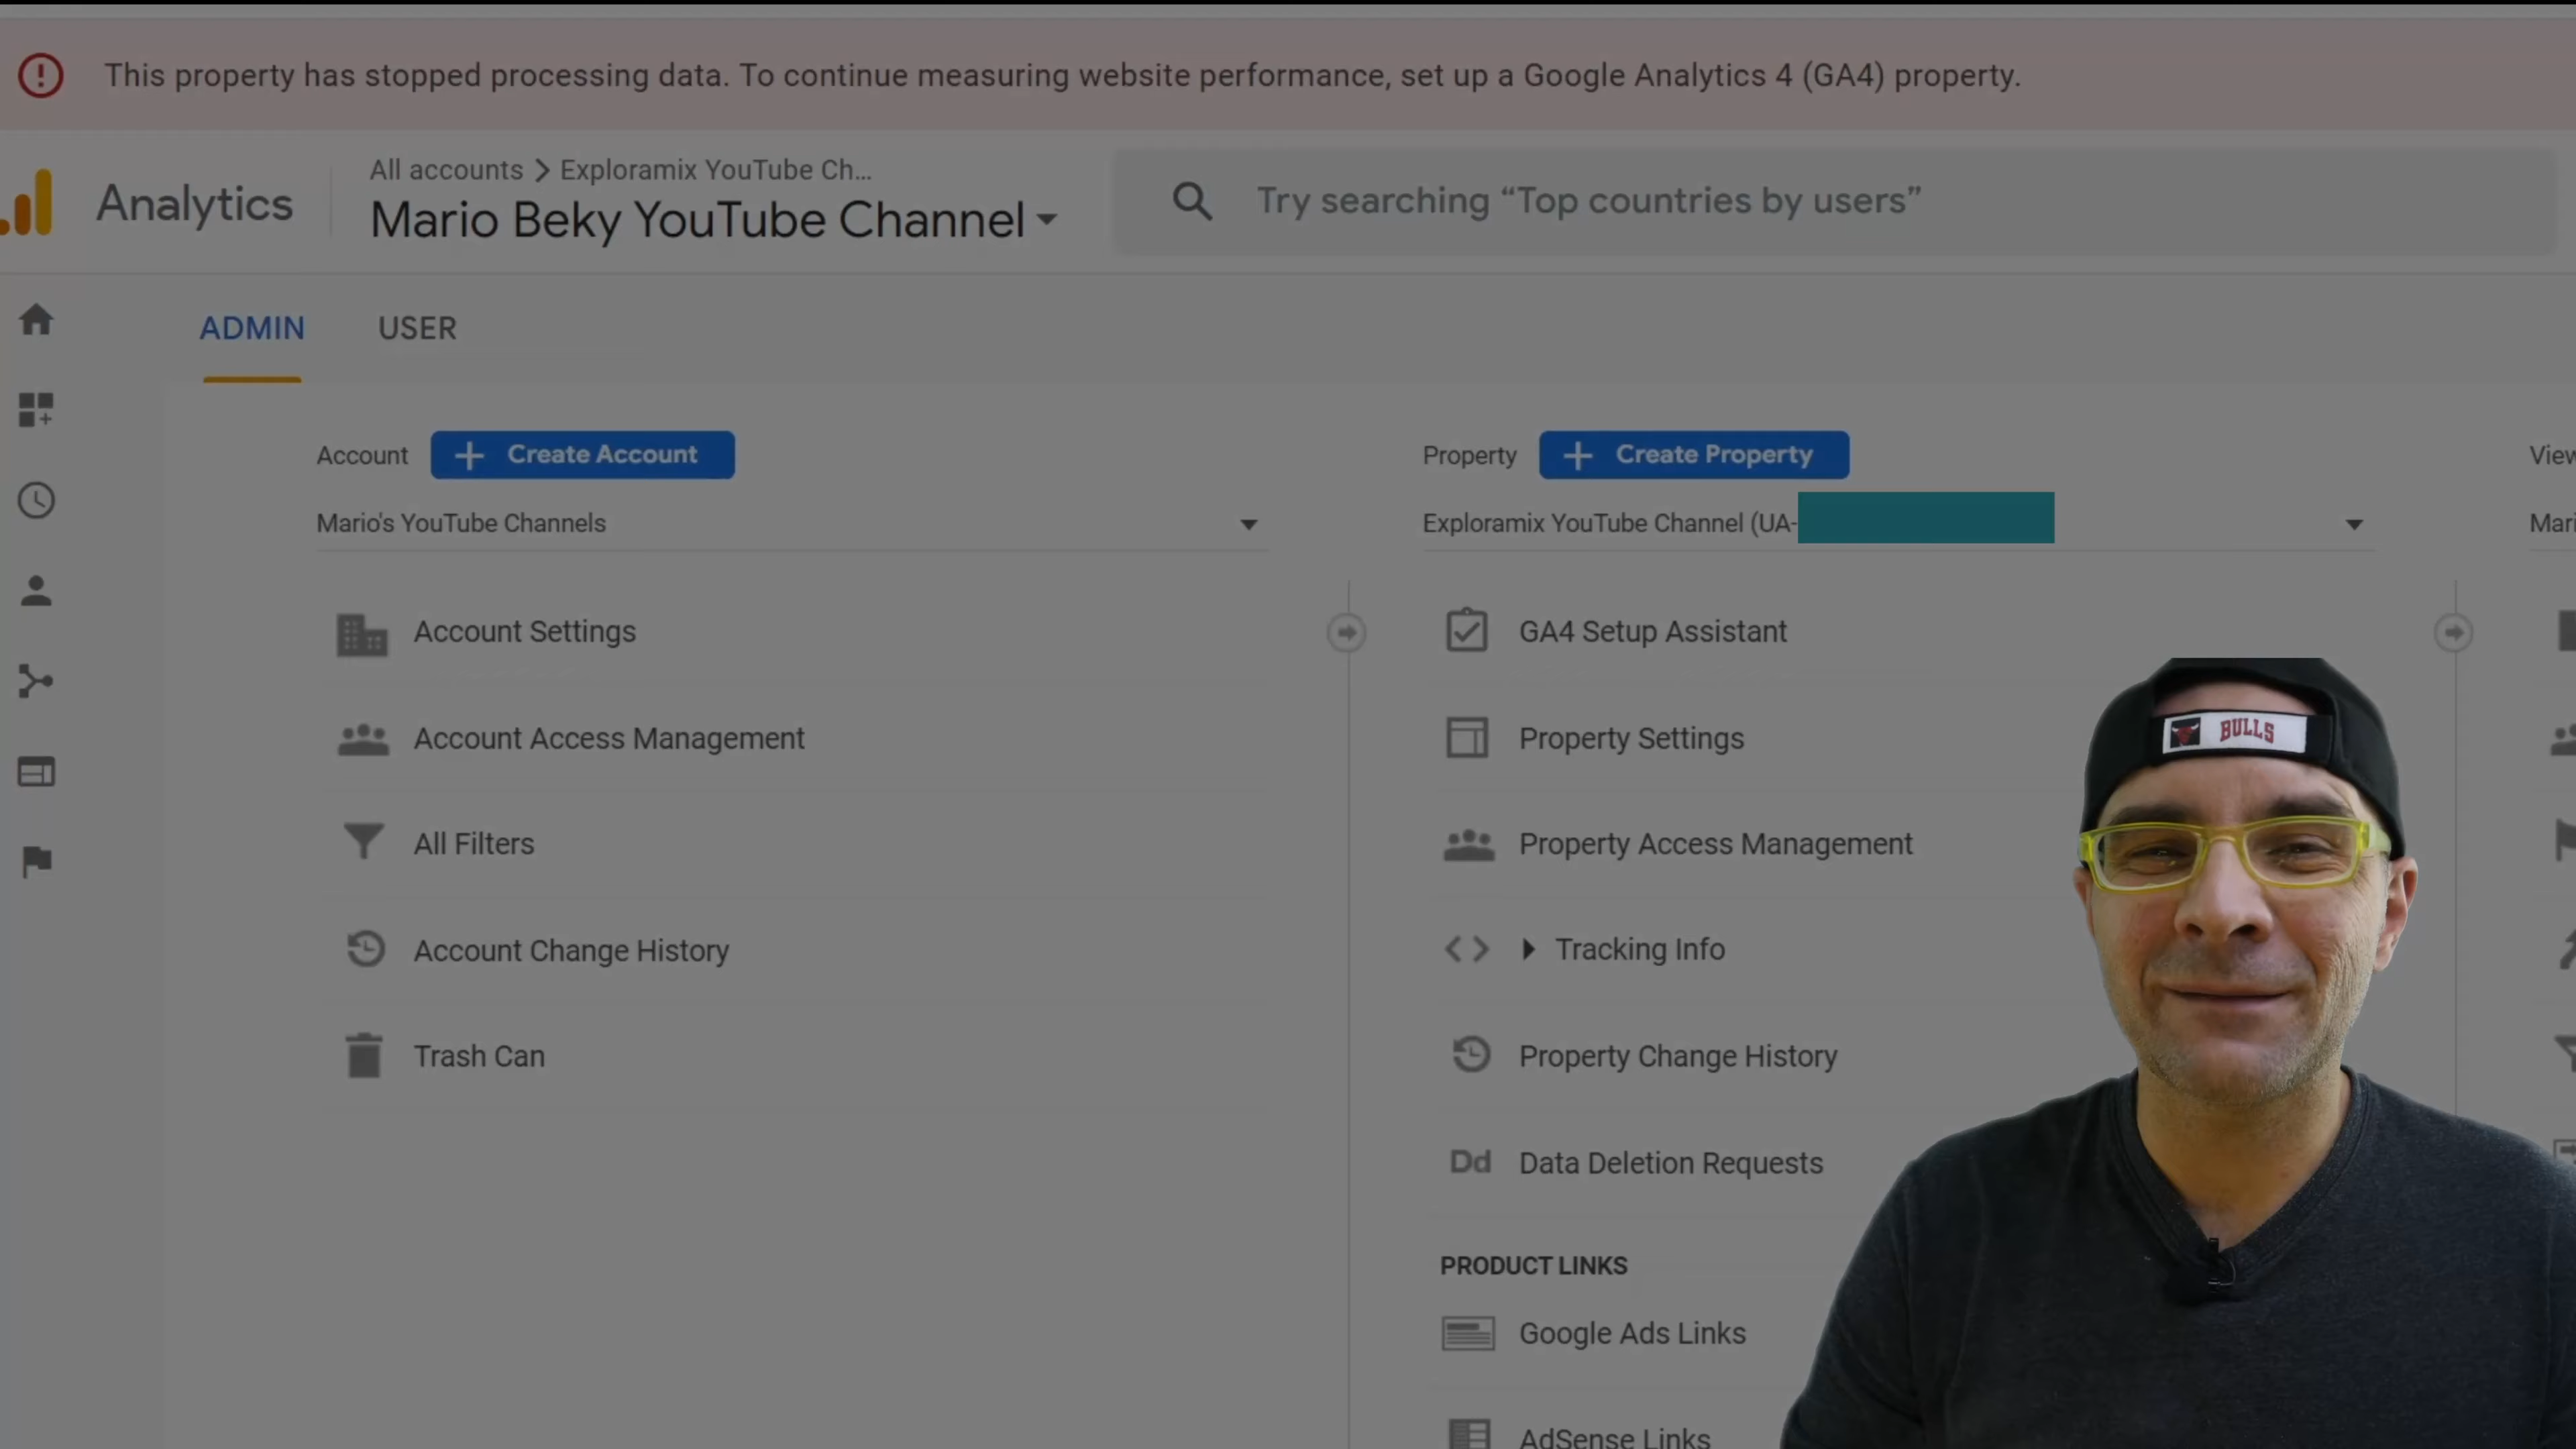 This property has stopped processing data. To continue measuring website performance, set up a Google Analytics 4 (GA4) property.
Analytics
All accounts > Exploramix YouTube Ch...
Mario Beky YouTube Channel
Try searching “Top countries by users”
ADMIN USER
Account + Create Account
Mario's YouTube Channels
Account Settings
Account Access Management
All Filters
Account Change History
Trash Can
Property + Create Property
Exploramix YouTube Channel (UA-
GA4 Setup Assistant
Property Settings
Property Access Management
<> Tracking Info
Property Change History
Dd Data Deletion Requests
PRODUCT LINKS
Google Ads Links
AdSense Links
View
Mari
BULLS